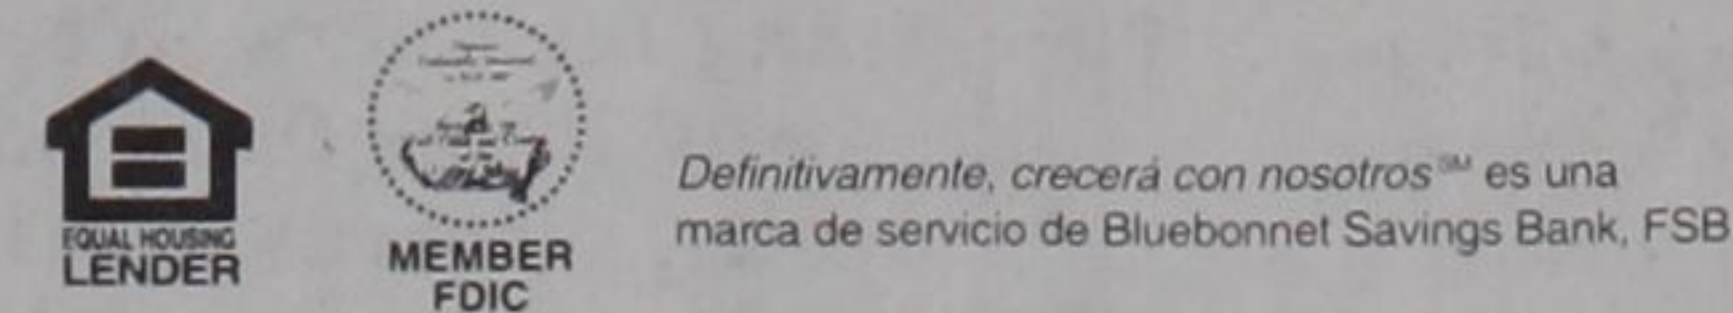 EQUAL HOUSING
LENDER
MEMBER
FDIC
Definitivamente, crecerá con nosotros℠ es una
marca de servicio de Bluebonnet Savings Bank, FSB